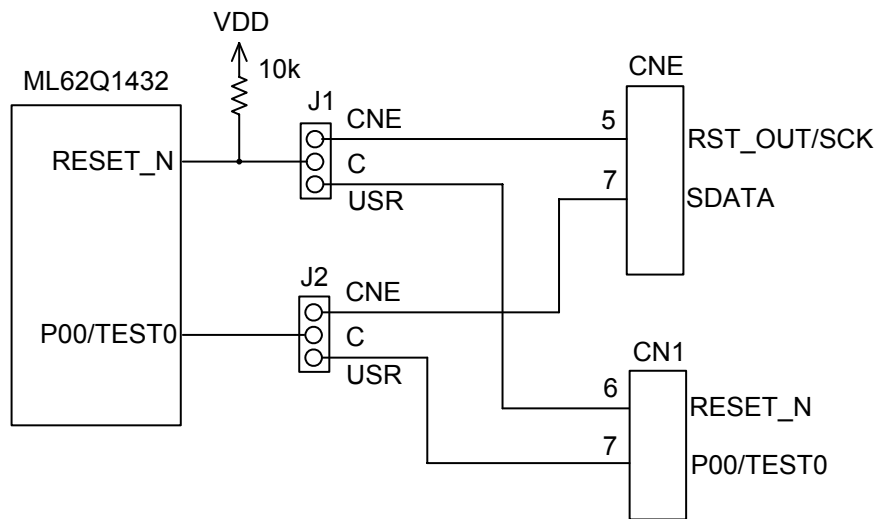 VDD
10k
ML62Q1432
RESET_N
P00/TEST0
J1
CNE
C
USR
J2
CNE
C
USR
CNE
5
RST_OUT/SCK
7
SDATA
CN1
6
RESET_N
7
P00/TEST0